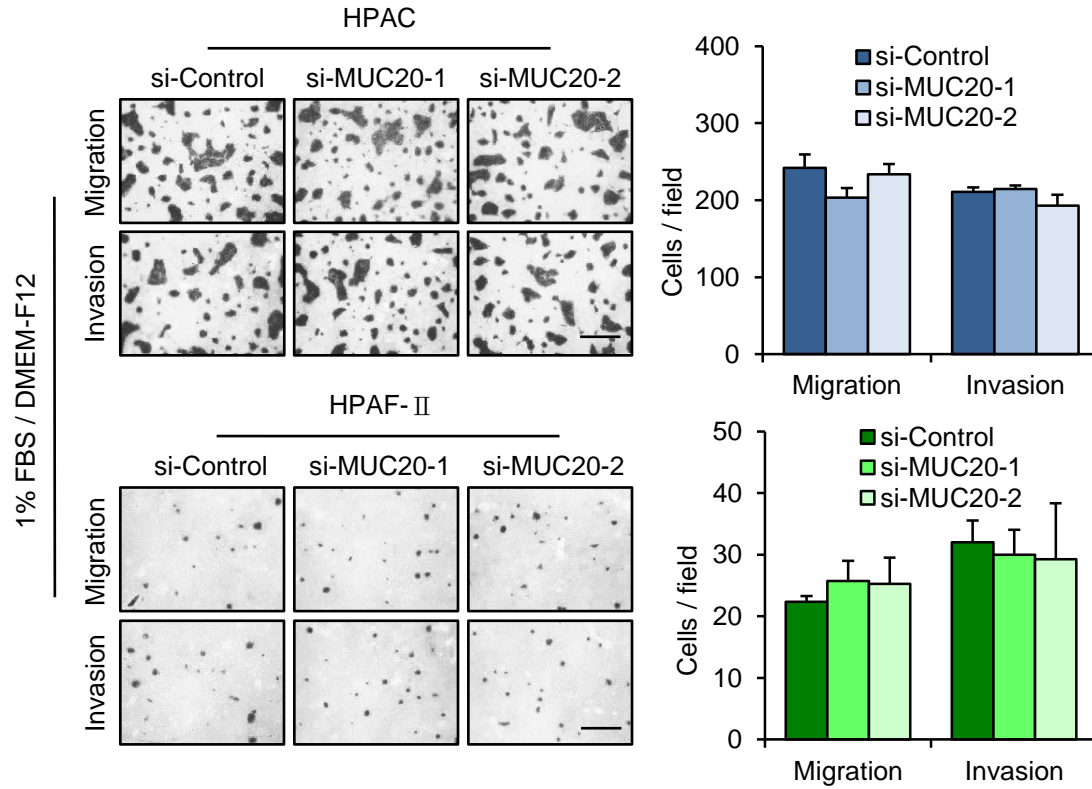 HPAC
si-Control si-MUC20-1 si-MUC20-2
Migration
Invasion
1% FBS / DMEM-F12
HPAF-Ⅱ
si-Control si-MUC20-1 si-MUC20-2
Migration
Invasion
si-Control
si-MUC20-1
si-MUC20-2
400
300
200
100
0
Cells / field
Migration Invasion
si-Control
si-MUC20-1
si-MUC20-2
50
40
30
20
10
0
Cells / field
Migration Invasion